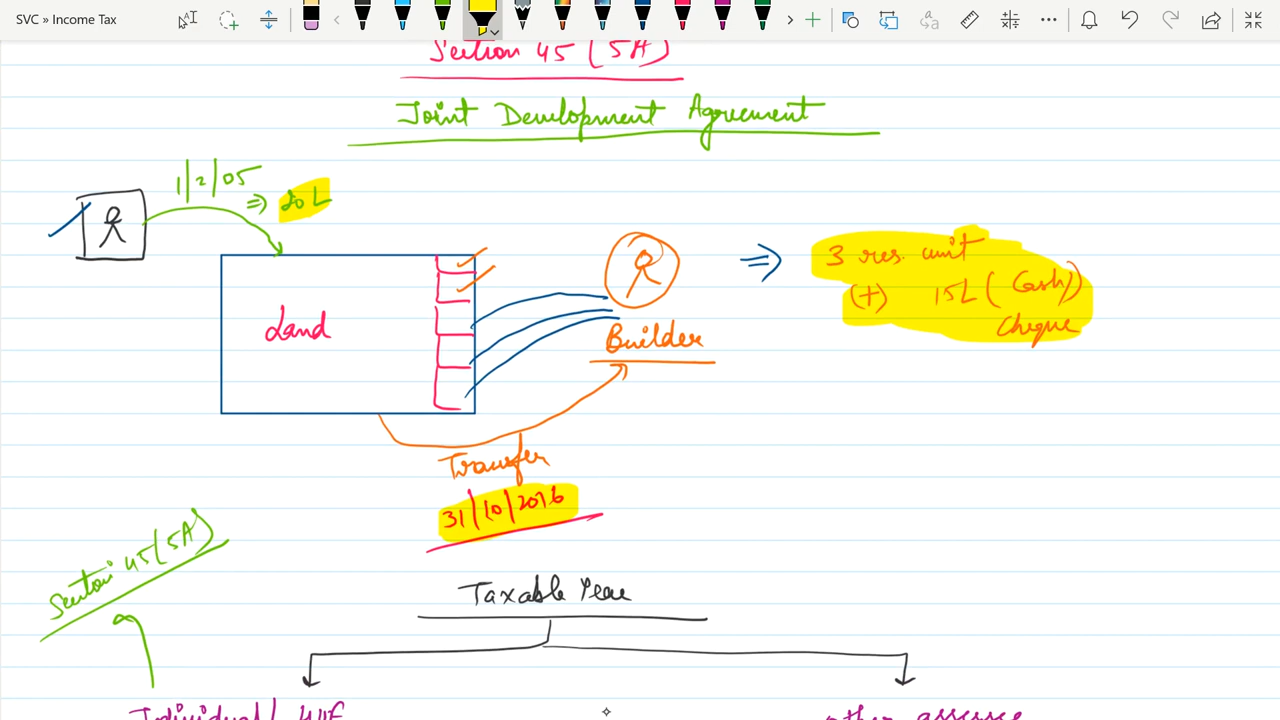 SVC » Income Tax
Section 45 (5A)
Joint Development Agreement
1/2/05
⇒ 20L
3 res. unit
(+) 15L (Cash)
Cheque
Land
Builder
Transfer
31/10/2016
Section 45(5A)
Taxable Year
Individual/ HUF
other assessee